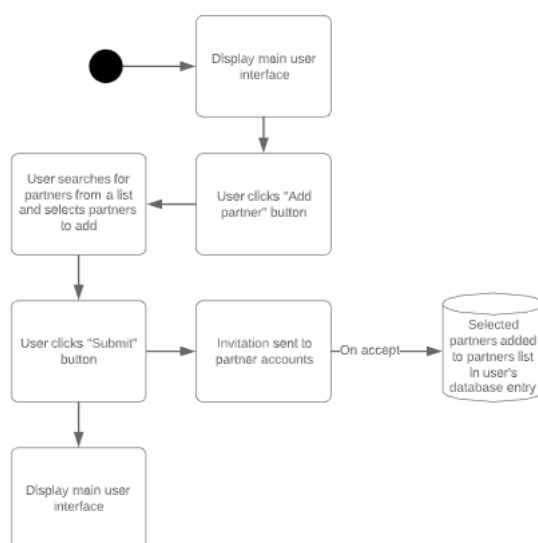 Display main user
interface
User searches for
partners from a list
and selects partners
to add
User clicks "Add
partner" button
User clicks "Submit"
button
Invitation sent to
partner accounts
On accept
Selected
partners added
to partners list
in user's
database entry
Display main user
interface